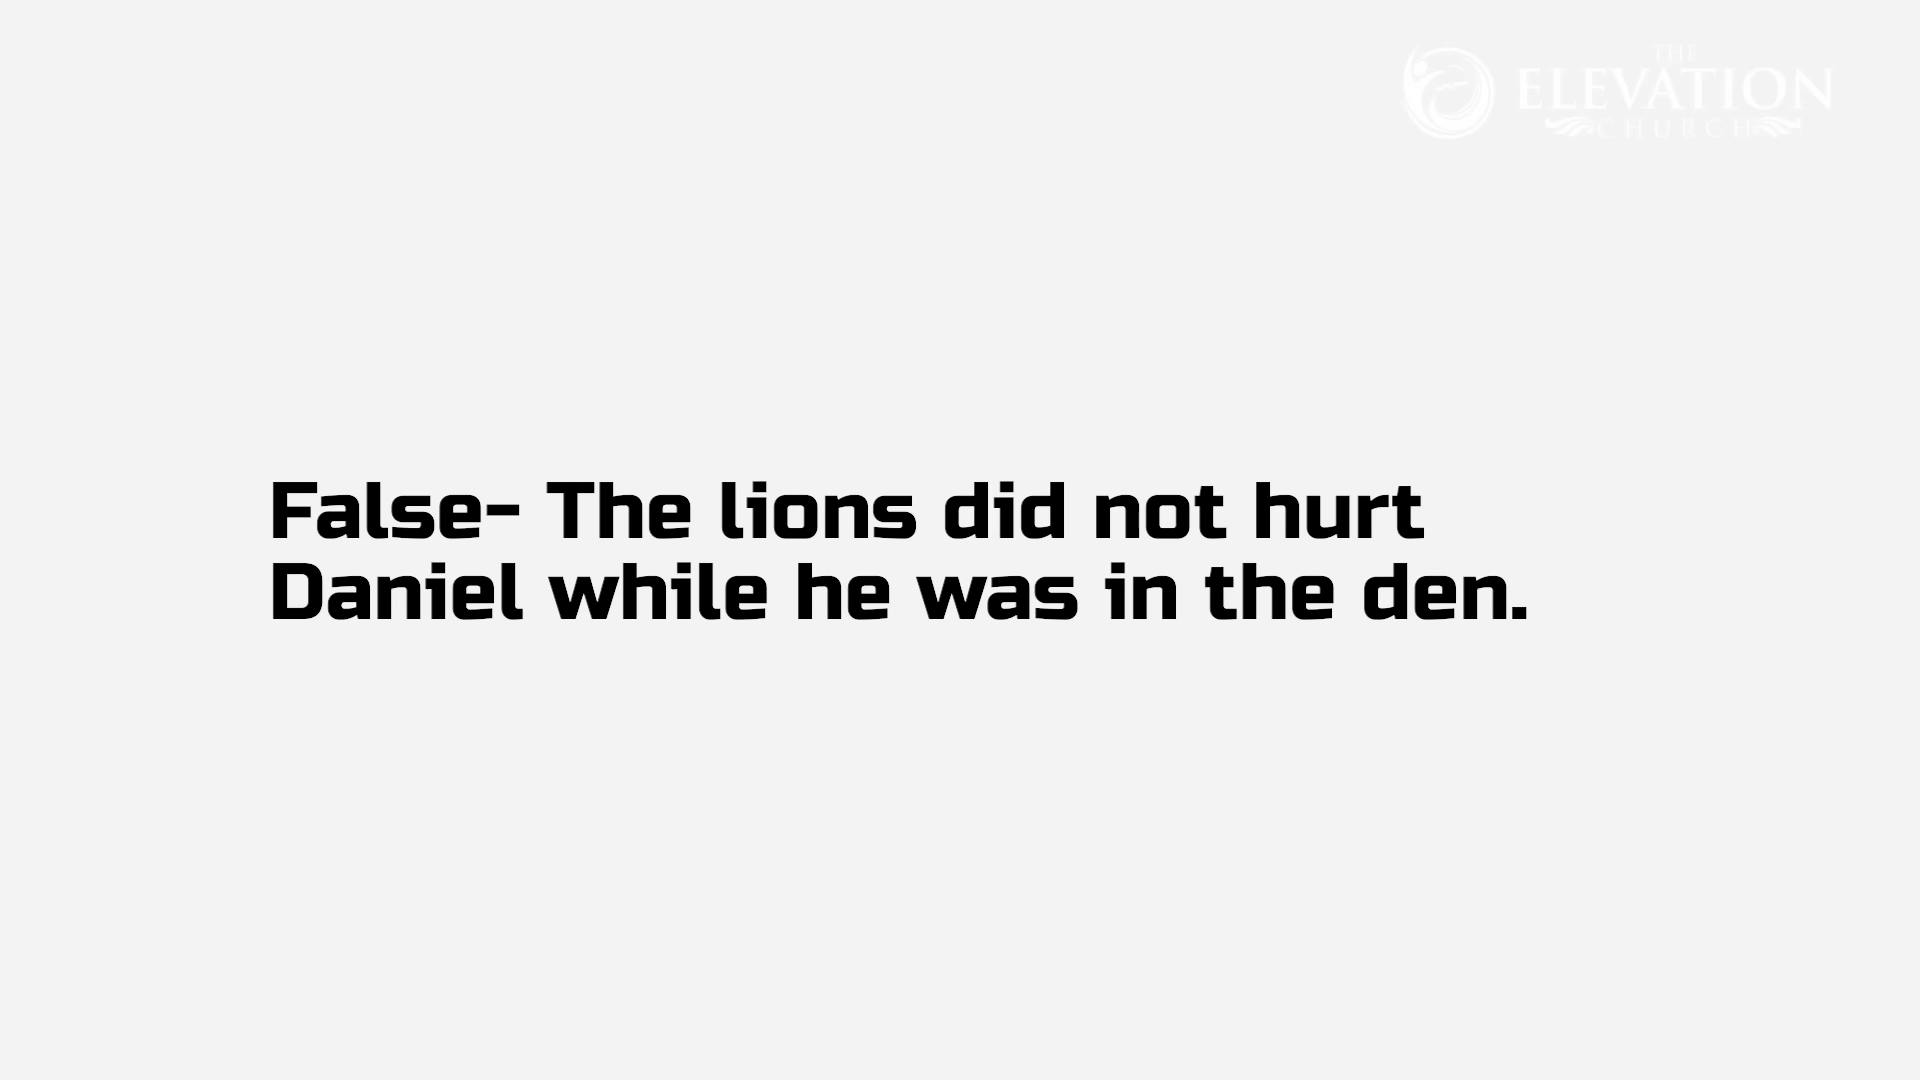 THE
ELEVATION
CHURCH
False- The lions did not hurt
Daniel while he was in the den.